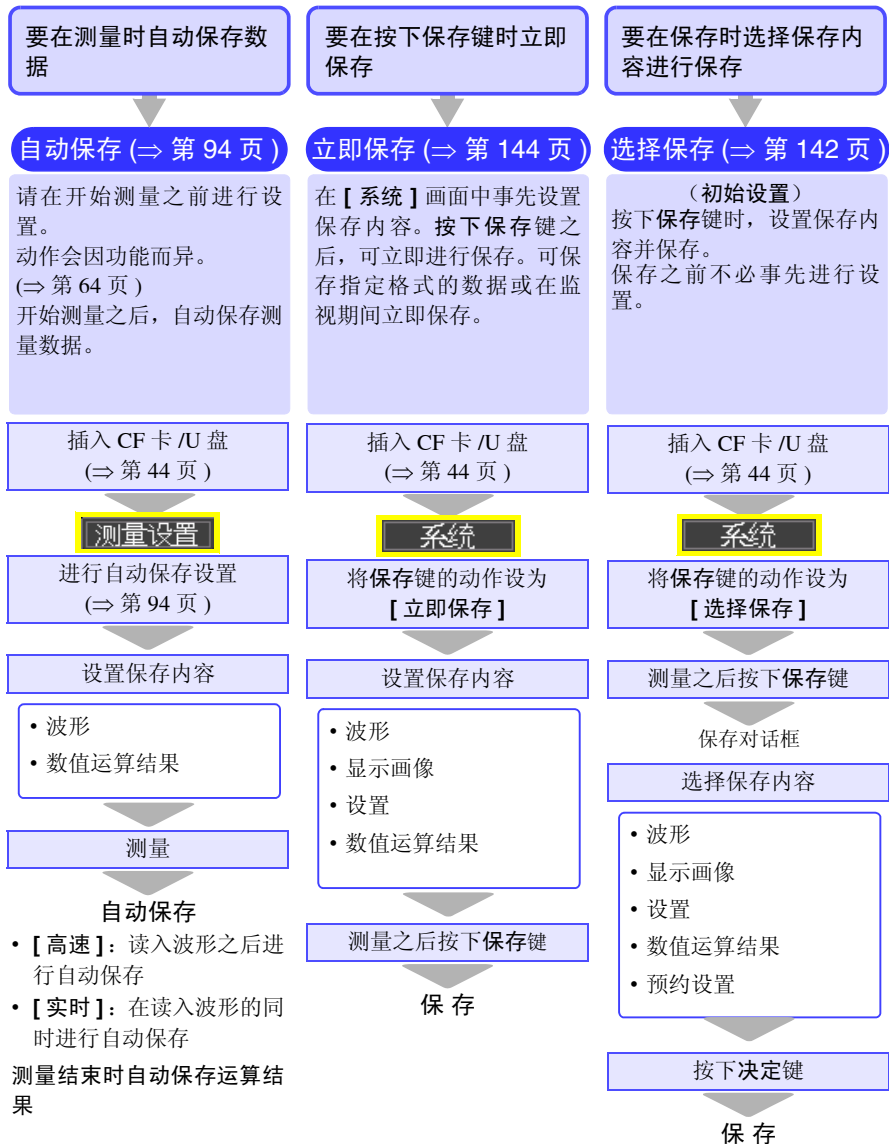 要在测量时自动保存数
据
自动保存 (⇒ 第 94 页 )
请在开始测量之前进行设
置。
动作会因功能而异。
(⇒ 第 64 页 )
开始测量之后，自动保存测
量数据。
插入 CF 卡 /U 盘
(⇒ 第 44 页 )
测量设置
进行自动保存设置
(⇒ 第 94 页 )
设置保存内容
• 波形
• 数值运算结果
测量
自动保存
• [ 高速 ]：读入波形之后进
行自动保存
• [ 实时 ]：在读入波形的同
时进行自动保存
测量结束时自动保存运算结
果
要在按下保存键时立即
保存
立即保存 (⇒ 第 144 页 )
在 [ 系统 ] 画面中事先设置
保存内容。按下保存键之
后，可立即进行保存。可保
存指定格式的数据或在监
视期间立即保存。
插入 CF 卡 /U 盘
(⇒ 第 44 页 )
系统
将保存键的动作设为
[ 立即保存 ]
设置保存内容
• 波形
• 显示画像
• 设置
• 数值运算结果
测量之后按下保存键
保 存
要在保存时选择保存内
容进行保存
选择保存 (⇒ 第 142 页 )
（初始设置）
按下保存键时，设置保存内
容并保存。
保存之前不必事先进行设
置。
插入 CF 卡 /U 盘
(⇒ 第 44 页 )
系统
将保存键的动作设为
[ 选择保存 ]
测量之后按下保存键
保存对话框
选择保存内容
• 波形
• 显示画像
• 设置
• 数值运算结果
• 预约设置
按下决定键
保 存